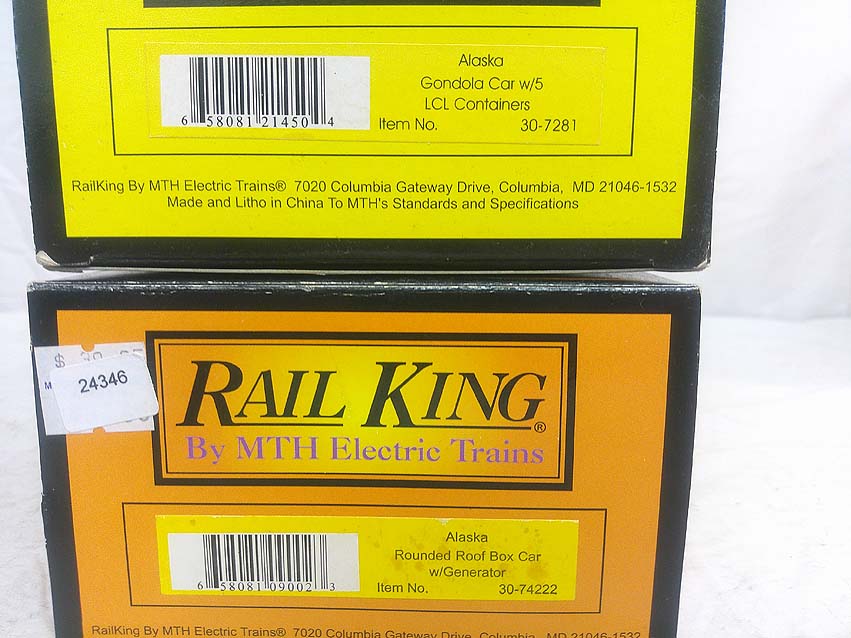 Alaska
Gondola Car w/5
LCL Containers
6 58081 21450 4
Item No. 30-7281
RailKing By MTH Electric Trains® 7020 Columbia Gateway Drive, Columbia, MD 21046-1532
Made and Litho in China To MTH's Standards and Specifications
$
M
24346
RAIL KING®
By MTH Electric Trains
Alaska
Rounded Roof Box Car
w/Generator
6 58081 09002 3
Item No. 30-74222
RailKing By MTH Electric Trains® 7020 Columbia Gateway Drive, Columbia, MD 21046-1532